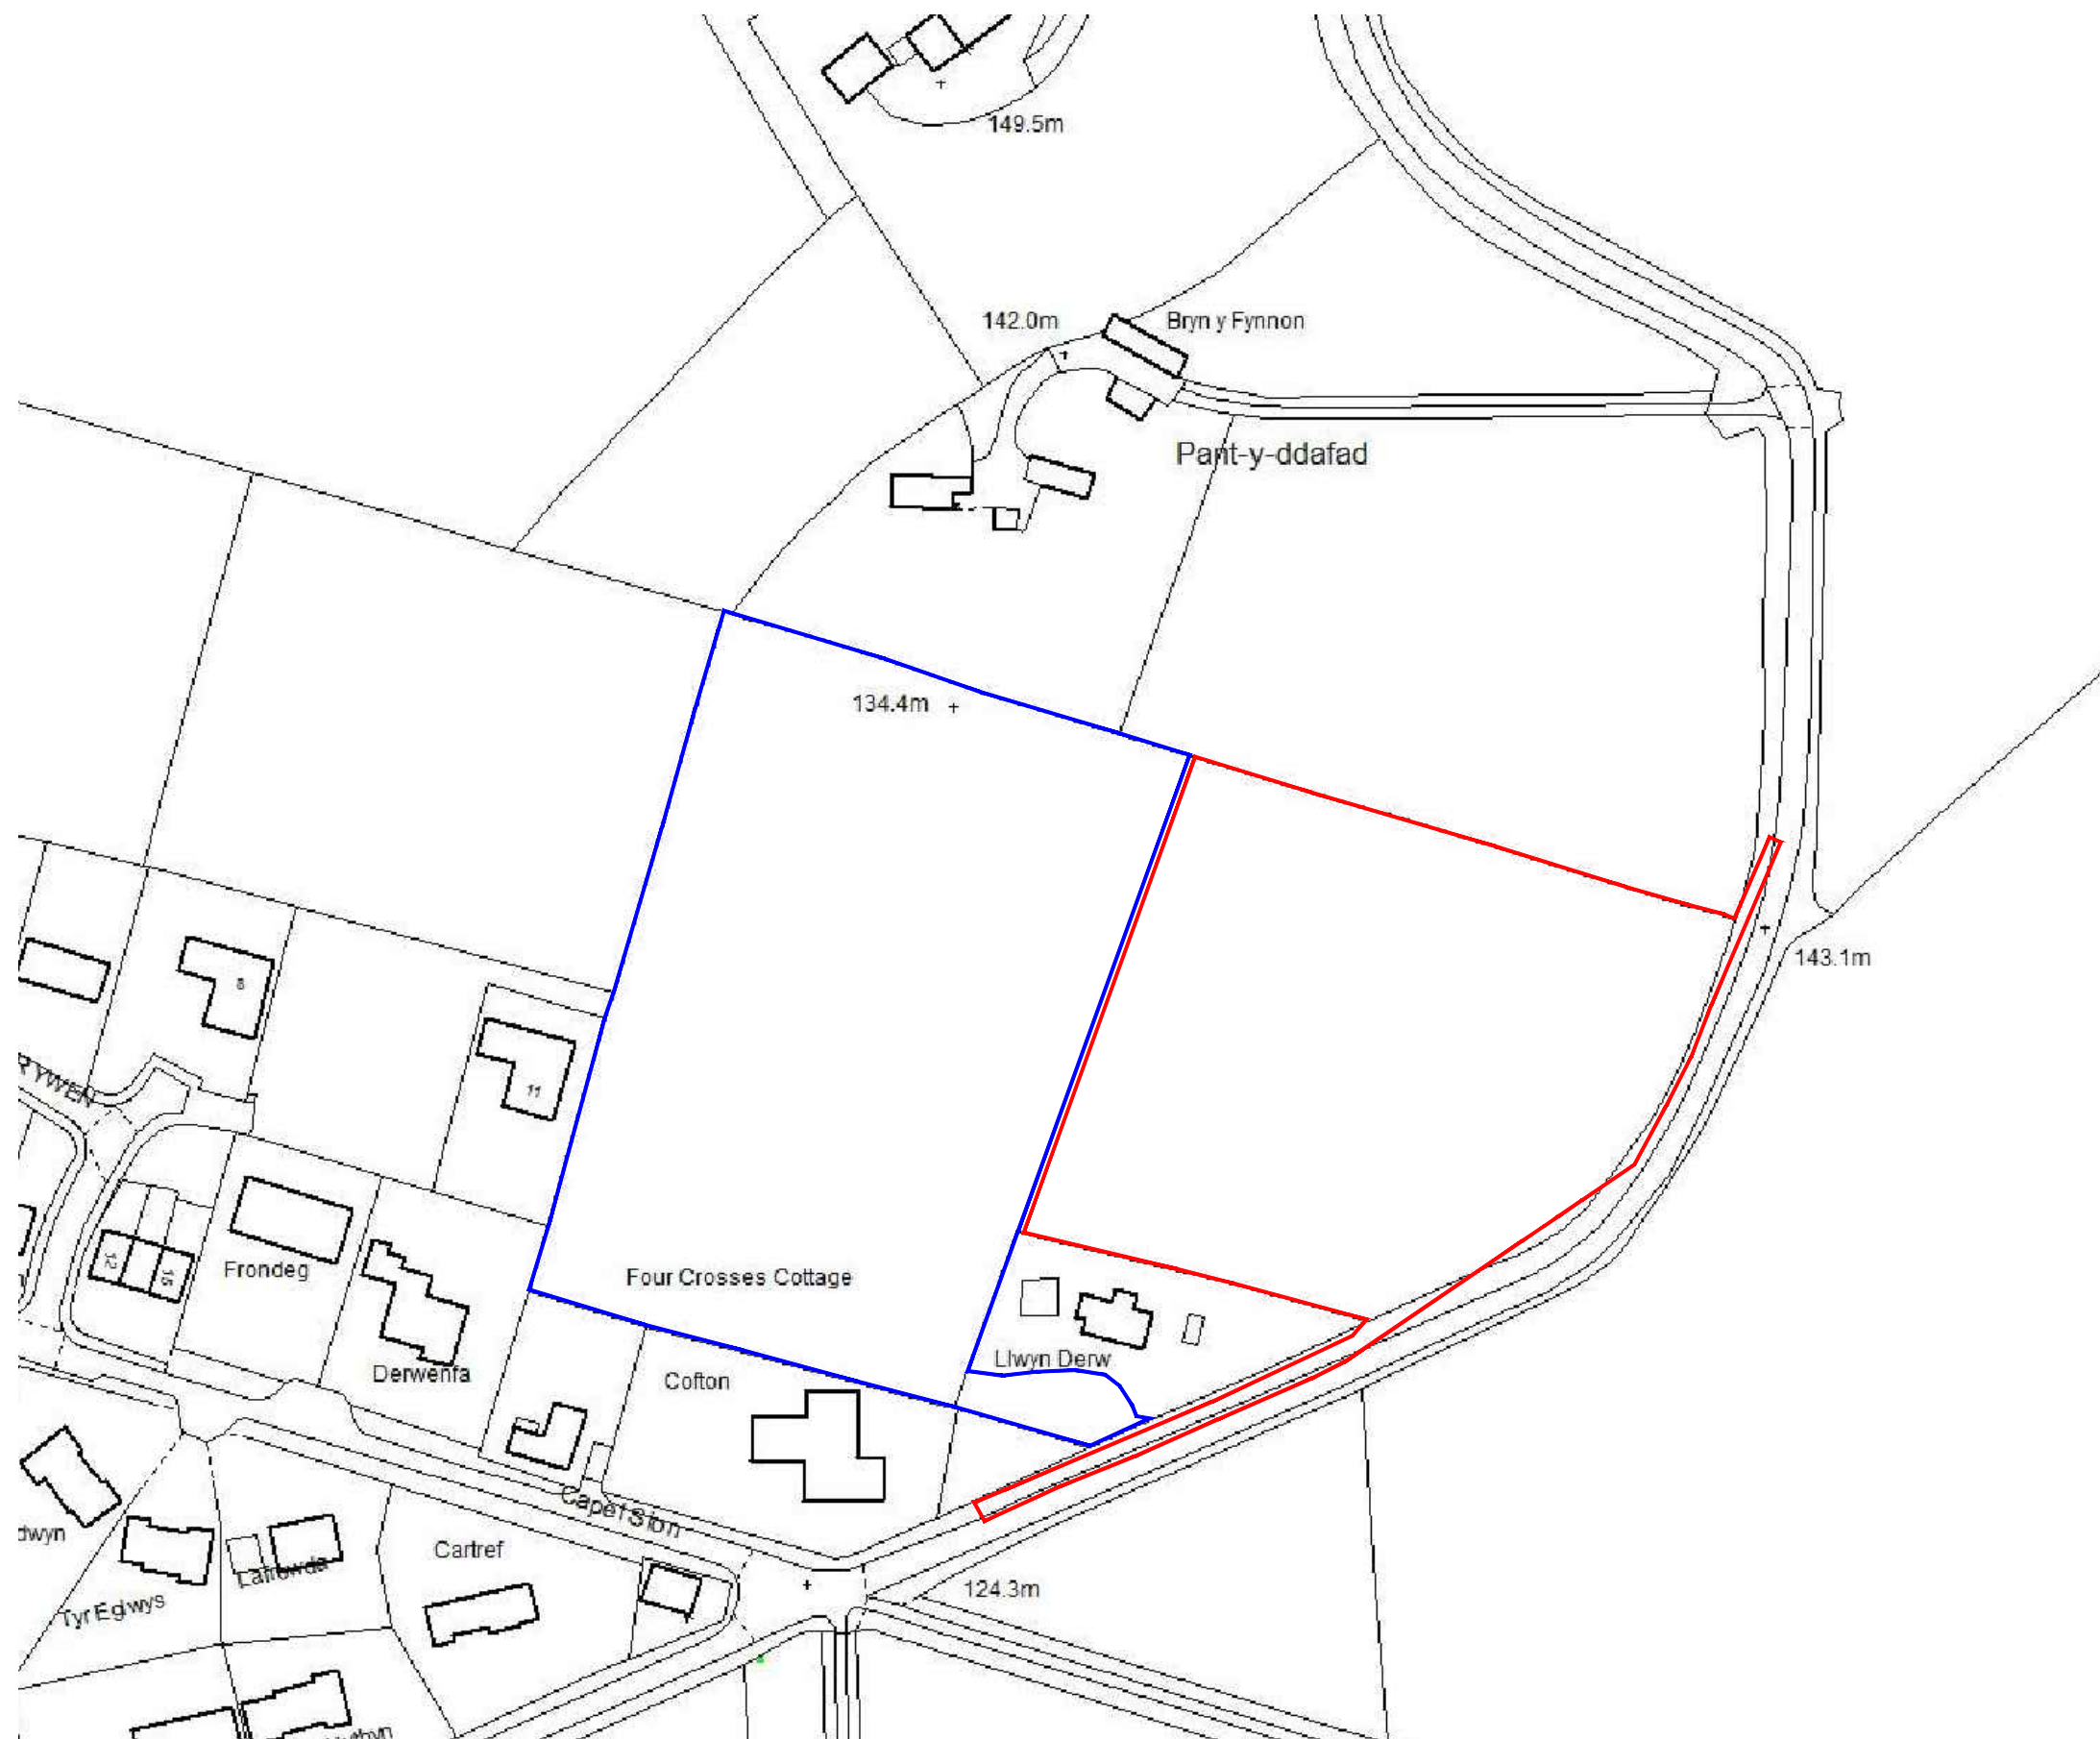 149.5m
142.0m
Bryn y Fynnon
Pant-y-ddafad
134.4m
143.1m
8
11
12
15
Frondeg
Four Crosses Cottage
Derwenfa
Llwyn Derw
Cofton
Capel Sion
dwyn
Cartref
Tyr Eglwys
124.3m